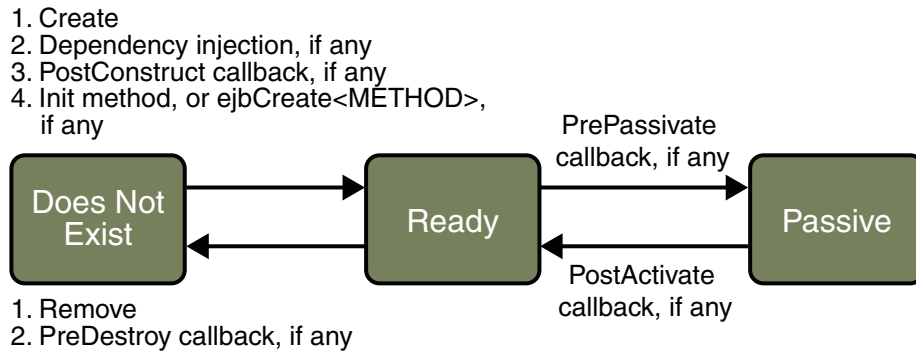 1. Create
2. Dependency injection, if any
3. PostConstruct callback, if any
4. Init method, or ejbCreate<METHOD>,
if any
PrePassivate
callback, if any
Does Not
Exist
Ready
Passive
PostActivate
callback, if any
1. Remove
2. PreDestroy callback, if any